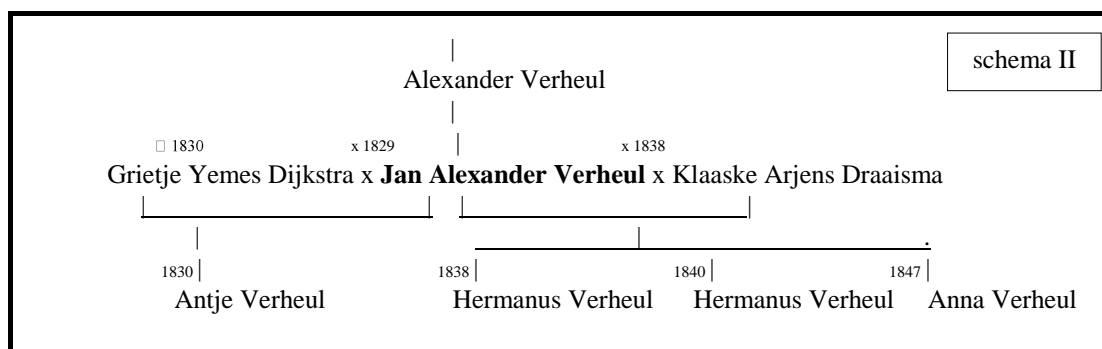 schema II
Alexander Verheul
□ 1830 x 1829 x 1838
Grietje Yemes Dijkstra x Jan Alexander Verheul x Klaaske Arjens Draaisma
1830 1838 1840 1847
Antje Verheul Hermanus Verheul Hermanus Verheul Anna Verheul